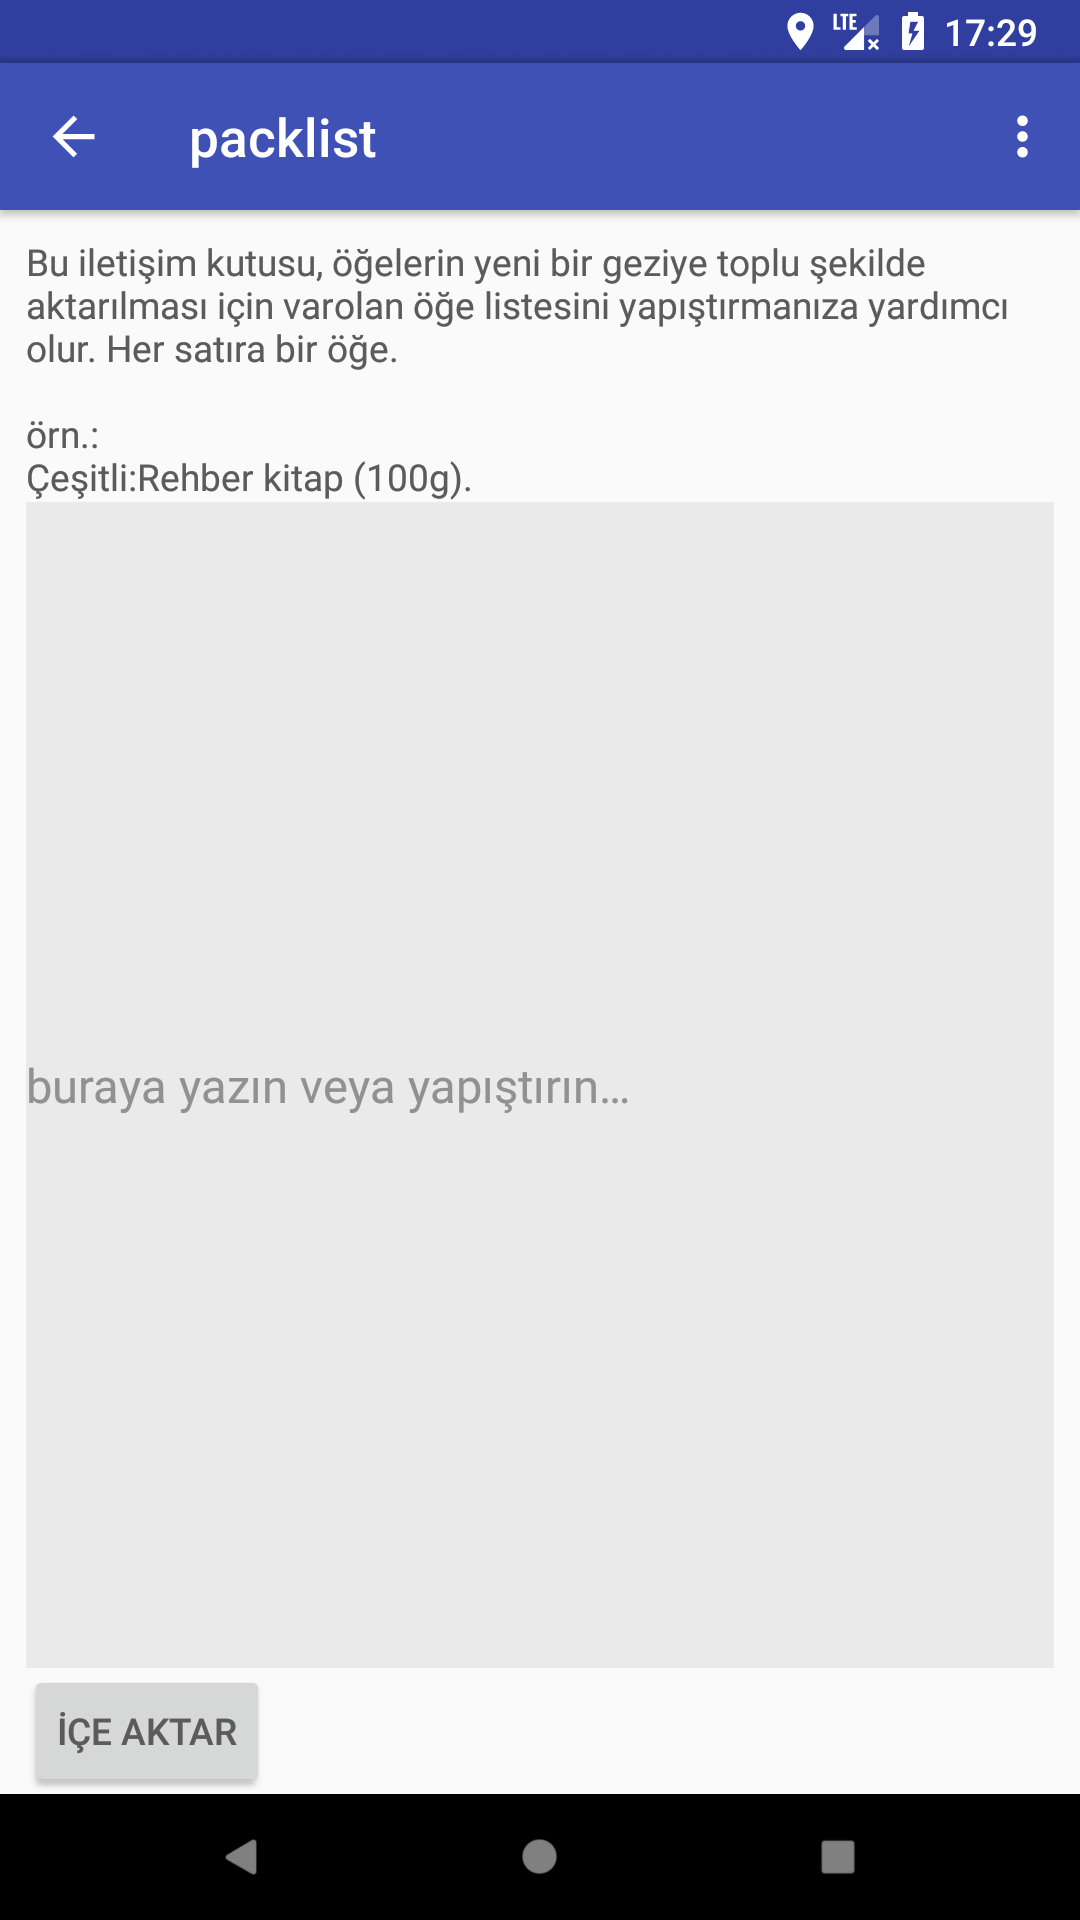 LTE 17:29
packlist
Bu iletişim kutusu, öğelerin yeni bir geziye toplu şekilde
aktarılması için varolan öğe listesini yapıştırmanıza yardımcı
olur. Her satıra bir öğe.
örn.:
Çeşitli:Rehber kitap (100g).
buraya yazın veya yapıştırın…
İÇE AKTAR